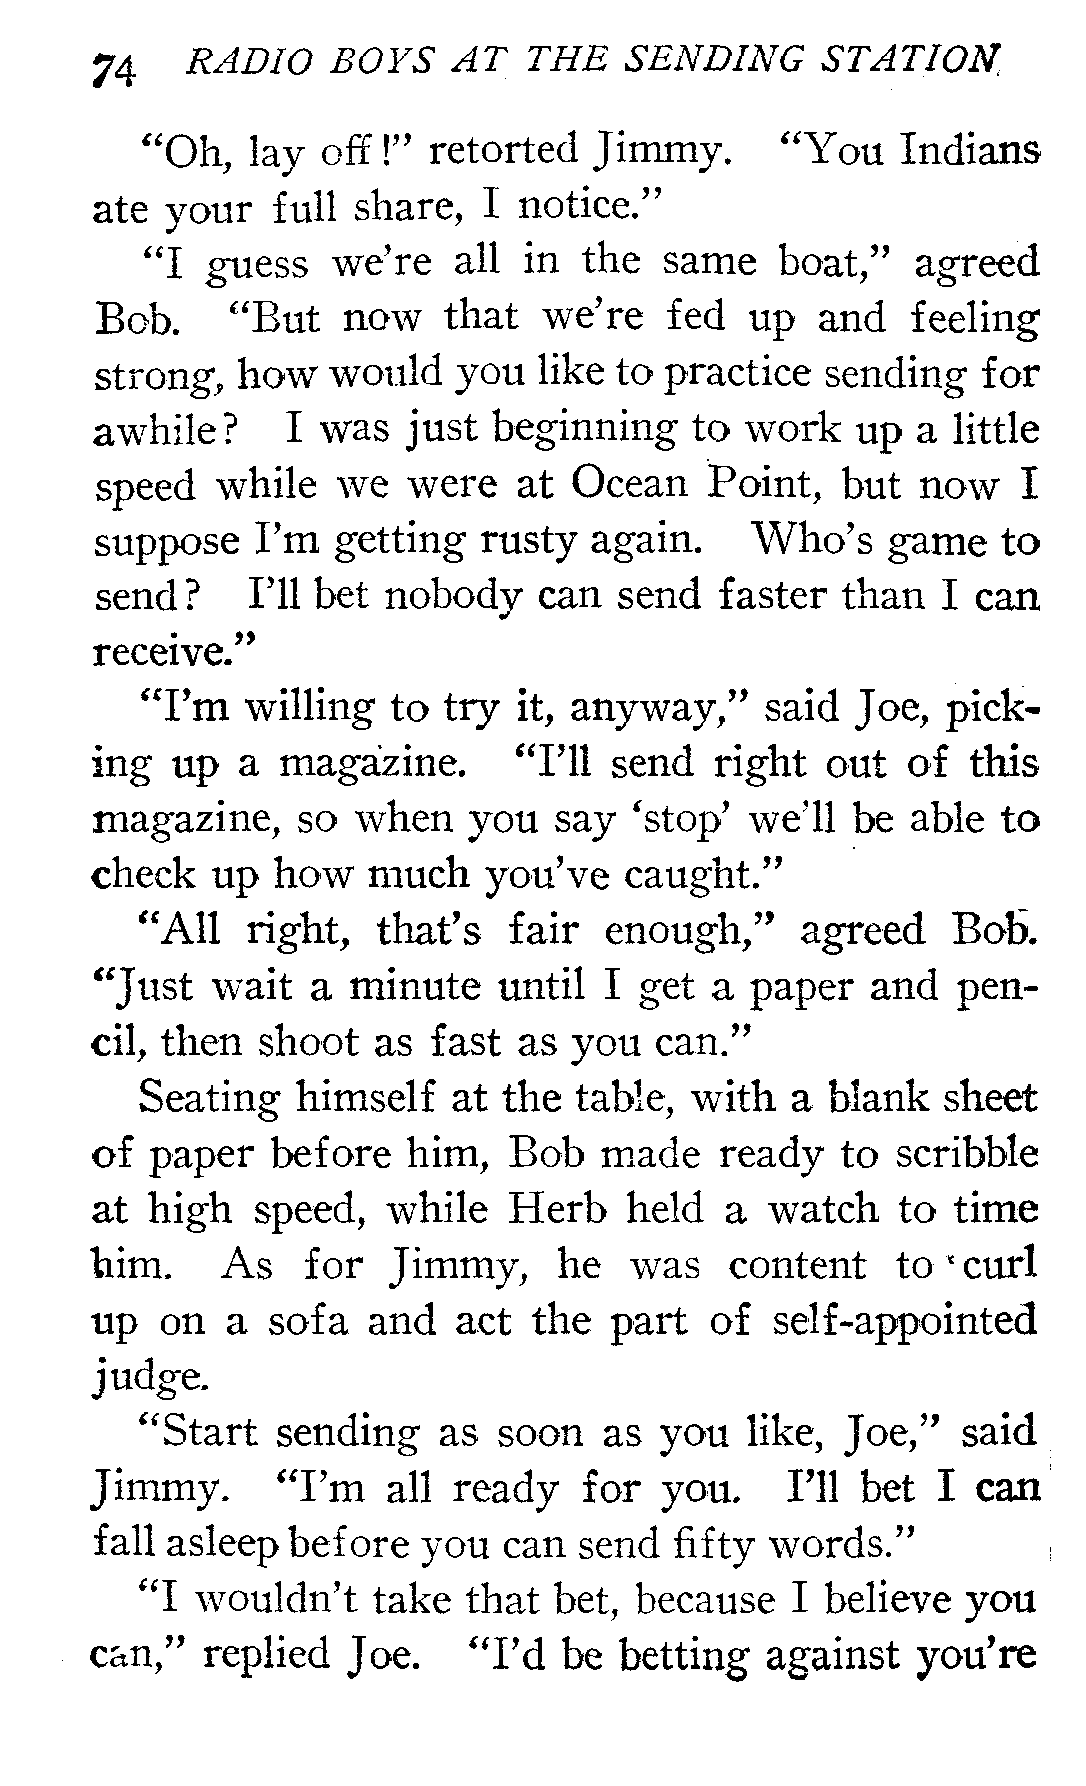 74 RADIO BOYS AT THE SENDING STATION
“Oh, lay off!” retorted Jimmy. “You Indians
ate your full share, I notice.”
“I guess we’re all in the same boat,” agreed
Bob. “But now that we’re fed up and feeling
strong, how would you like to practice sending for
awhile? I was just beginning to work up a little
speed while we were at Ocean Point, but now I
suppose I’m getting rusty again. Who’s game to
send? I’ll bet nobody can send faster than I can
receive.”
“I’m willing to try it, anyway,” said Joe, pick-
ing up a magazine. “I’ll send right out of this
magazine, so when you say ‘stop’ we’ll be able to
check up how much you’ve caught.”
“All right, that’s fair enough,” agreed Bob.
“Just wait a minute until I get a paper and pen-
cil, then shoot as fast as you can.”
Seating himself at the table, with a blank sheet
of paper before him, Bob made ready to scribble
at high speed, while Herb held a watch to time
him. As for Jimmy, he was content to curl
up on a sofa and act the part of self-appointed
judge.
“Start sending as soon as you like, Joe,” said
Jimmy. “I’m all ready for you. I’ll bet I can
fall asleep before you can send fifty words.”
“I wouldn’t take that bet, because I believe you
can,” replied Joe. “I’d be betting against you’re